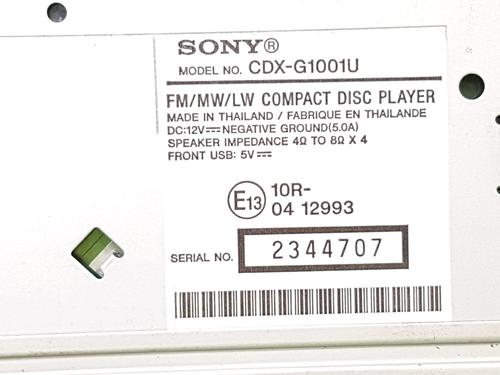 SONY®
MODEL NO. CDX-G1001U
FM/MW/LW COMPACT DISC PLAYER
MADE IN THAILAND / FABRIQUE EN THAILANDE
DC:12V⎓NEGATIVE GROUND(5.0A)
SPEAKER IMPEDANCE 4Ω TO 8Ω X 4
FRONT USB: 5V⎓
E13 10R-
04 12993
SERIAL NO. 2344707